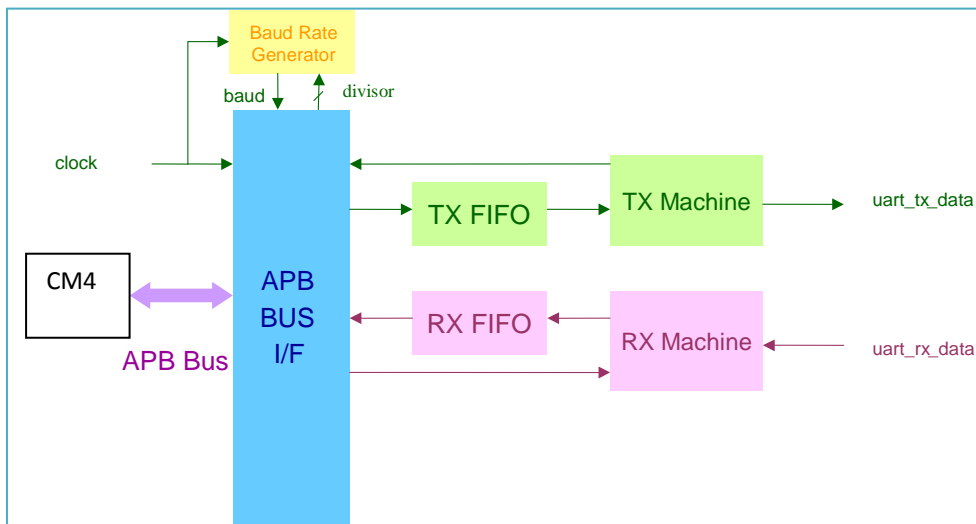 Baud Rate
Generator
baud
divisor
clock
TX FIFO
TX Machine
uart_tx_data
CM4
APB
BUS
I/F
APB Bus
RX FIFO
RX Machine
uart_rx_data